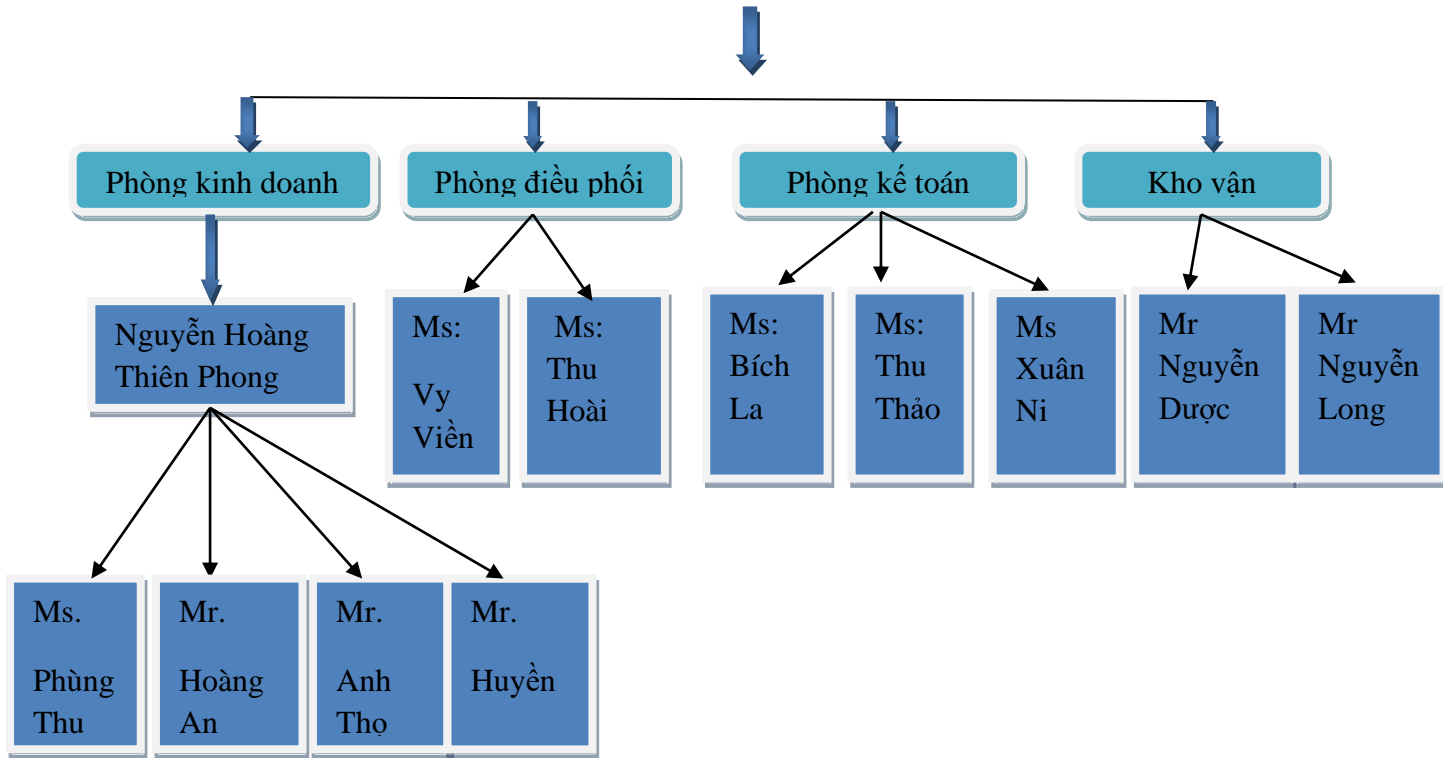 Phòng kinh doanh
Phòng điều phối
Phòng kế toán
Kho vận
Nguyễn Hoàng
Thiên Phong
Ms:
Vy
Viền
Ms:
Thu
Hoài
Ms:
Bích
La
Ms:
Thu
Thảo
Ms
Xuân
Ni
Mr
Nguyễn
Dược
Mr
Nguyễn
Long
Ms.
Phùng
Thu
Mr.
Hoàng
An
Mr.
Anh
Thọ
Mr.
Huyền